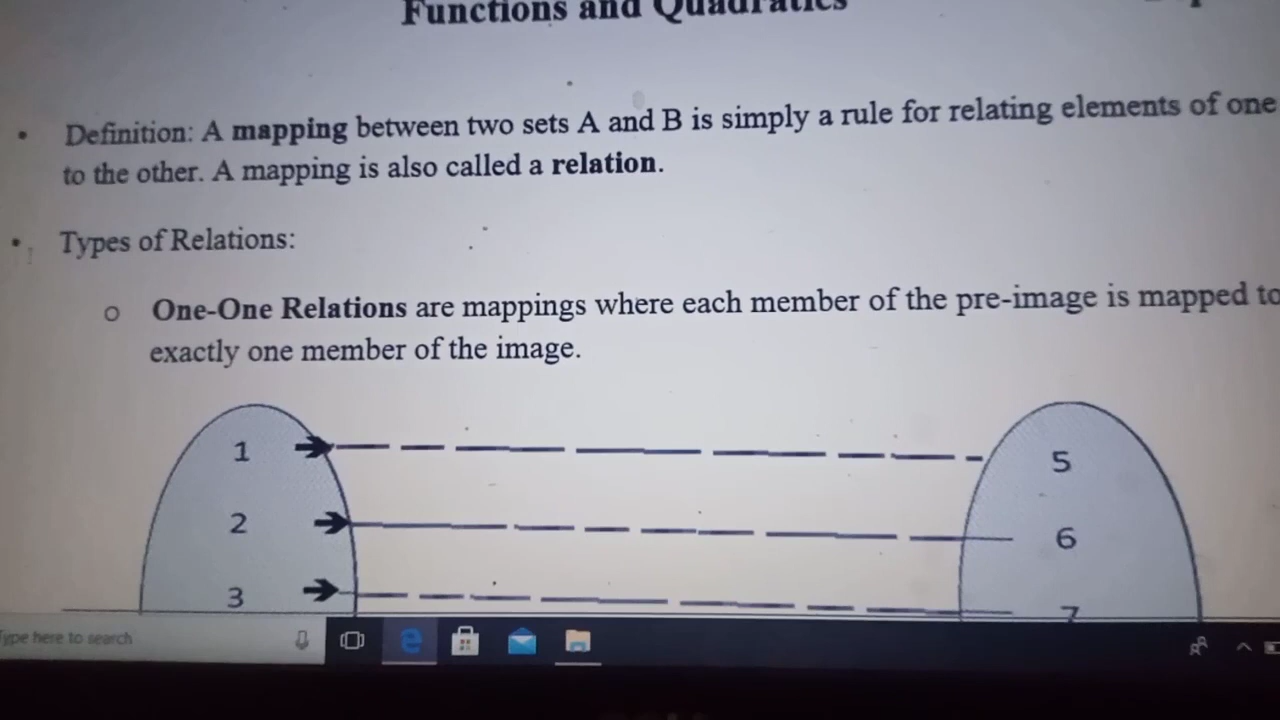 Functions and Quadratics
• Definition: A mapping between two sets A and B is simply a rule for relating elements of one
to the other. A mapping is also called a relation.
• Types of Relations:
o One-One Relations are mappings where each member of the pre-image is mapped to
exactly one member of the image.
1 5
2 6
3 7
Type here to search